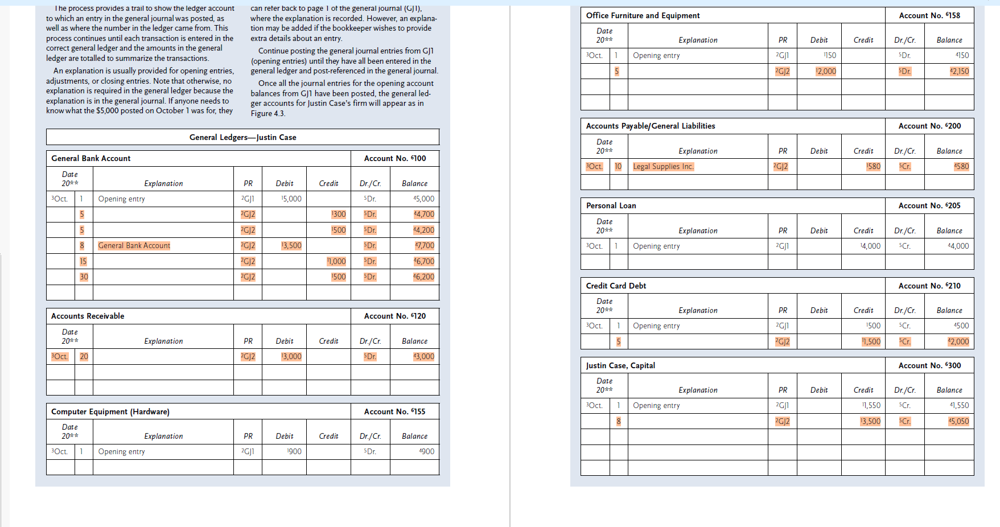 The process provides a trail to show the ledger account
to which an entry in the general journal was posted, as
well as where the number in the ledger came from. This
process continues until each transaction is entered in the
correct general ledger and the amounts in the general
ledger are totalled to summarize the transactions.
An explanation is usually provided for opening entries,
adjustments, or closing entries. Note that otherwise, no
explanation is required in the general ledger because the
explanation is in the general journal. If anyone needs to
know what the $5,000 posted on October 1 was for, they
can refer back to page 1 of the general journal (GJ1),
where the explanation is recorded. However, an explana-
tion may be added if the bookkeeper wishes to provide
extra details about an entry.
Continue posting the general journal entries from GJ1
(opening entries) until they have all been entered in the
general ledger and post-referenced in the general journal.
Once all the journal entries for the opening account
balances from GJ1 have been posted, the general led-
ger accounts for Justin Case's firm will appear as in
Figure 4.3.
General Ledgers—Justin Case
General Bank Account Account No. ⁶100
Date
20** Explanation PR Debit Credit Dr./Cr. Balance
³Oct. 1 Opening entry ²GJ1 ¹5,000 ⁵Dr. ⁴5,000
5 ²GJ2 ¹300 ⁵Dr. ⁴4,700
5 ²GJ2 ¹500 ⁵Dr. ⁴4,200
8 General Bank Account ²GJ2 ¹3,500 ⁵Dr. ⁴7,700
15 ²GJ2 ¹1,000 ⁵Dr. ⁴6,700
30 ²GJ2 ¹500 ⁵Dr. ⁴6,200
Accounts Receivable Account No. ⁶120
Date
20** Explanation PR Debit Credit Dr./Cr. Balance
³Oct. 20 ²GJ2 ¹3,000 ⁵Dr. ⁴3,000
Computer Equipment (Hardware) Account No. ⁶155
Date
20** Explanation PR Debit Credit Dr./Cr. Balance
³Oct. 1 Opening entry ²GJ1 ¹900 ⁵Dr. ⁴900
Office Furniture and Equipment Account No. ⁶158
Date
20** Explanation PR Debit Credit Dr./Cr. Balance
³Oct. 1 Opening entry ²GJ1 ¹150 ⁵Dr. ⁴150
5 ²GJ2 ¹2,000 ⁵Dr. ⁴2,150
Accounts Payable/General Liabilities Account No. ⁶200
Date
20** Explanation PR Debit Credit Dr./Cr. Balance
³Oct. 10 Legal Supplies Inc. ²GJ2 ¹580 ⁵Cr. ⁴580
Personal Loan Account No. ⁶205
Date
20** Explanation PR Debit Credit Dr./Cr. Balance
³Oct. 1 Opening entry ²GJ1 ¹4,000 ⁵Cr. ⁴4,000
Credit Card Debt Account No. ⁶210
Date
20** Explanation PR Debit Credit Dr./Cr. Balance
³Oct. 1 Opening entry ²GJ1 ¹500 ⁵Cr. ⁴500
5 ²GJ2 ¹1,500 ⁵Cr. ⁴2,000
Justin Case, Capital Account No. ⁶300
Date
20** Explanation PR Debit Credit Dr./Cr. Balance
³Oct. 1 Opening entry ²GJ1 ¹1,550 ⁵Cr. ⁴1,550
8 ²GJ2 ¹3,500 ⁵Cr. ⁴5,050